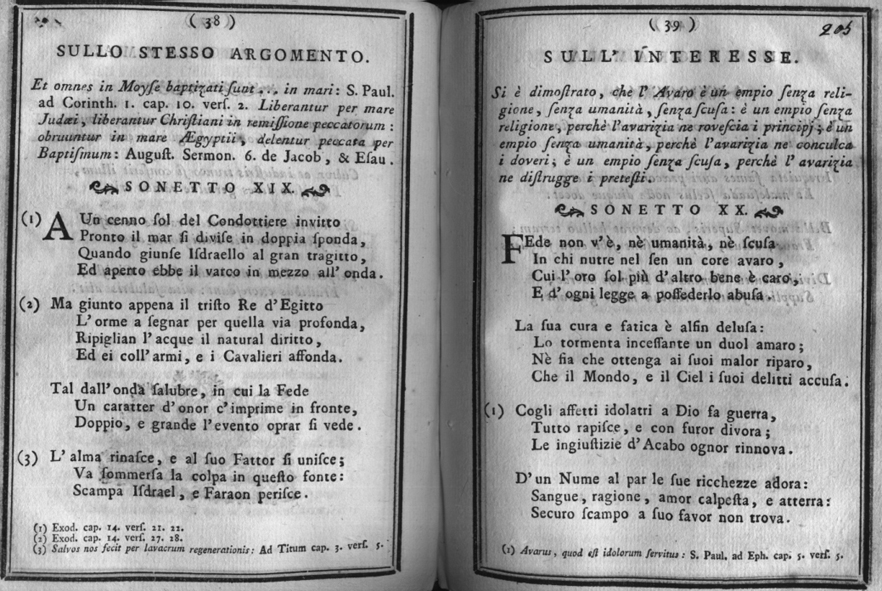 ( 38 )
SULLO STESSO ARGOMENTO.
Et omnes in Moyſe baptizati ſunt ... in mari: S. Paul.
ad Corinth. 1. cap. 10. verſ. 2. Liberantur per mare
Judæi, liberantur Chriſtiani in remiſſione peccatorum:
obruuntur in mare Ægyptii, delentur peccata per
Baptiſmum: Auguſt. Sermon. 6. de Jacob, & Eſau.
SONETTO XIX.
(1) A Un cenno ſol del Condottiere invitto
Pronto il mar ſi diviſe in doppia ſponda,
Quando giunſe Iſdraello al gran tragitto,
Ed aperto ebbe il varco in mezzo all' onda.
(2) Ma giunto appena il triſto Re d'Egitto
L'orme a ſegnar per quella via profonda,
Ripiglian l'acque il natural diritto,
Ed ei coll'armi, e i Cavalieri affonda.
Tal dall'onda ſalubre, in cui la Fede
Un caratter d'onor c'imprime in fronte,
Doppio, e grande l'evento oprar ſi vede.
(3) L'alma rinaſce, e al ſuo Fattor ſi uniſce;
Va ſommerſa la colpa in queſto fonte:
Scampa Iſdrael, e Faraon periſce.
(1) Exod. cap. 14. verſ. 21. 22.
(2) Exod. cap. 14. verſ. 27. 28.
(3) Salvos nos fecit per lavacrum regenerationis: Ad Titum cap. 3. verſ. 5.
( 39 )
205
SULL' INTERESSE.
Si è dimoſtrato, che l' Avaro è un empio ſenza reli-
gione, ſenza umanità, ſenza ſcuſa: è un empio ſenza
religione, perchè l'avarizia ne roveſcia i principj; è un
empio ſenza umanità, perchè l'avarizia ne conculca
i doveri; è un empio ſenza ſcuſa, perchè l' avarizia
ne diſtrugge i preteſti.
SONETTO XX.
FEde non v'è, nè umanità, nè ſcuſa
In chi nutre nel ſen un core avaro,
Cui l'oro ſol più d'altro bene è caro,
E d'ogni legge a poſſederlo abuſa.
La ſua cura e fatica è alfin deluſa:
Lo tormenta inceſſante un duol amaro;
Nè fia che ottenga ai ſuoi malor riparo,
Che il Mondo, e il Ciel i ſuoi delitti accuſa.
(1) Cogli affetti idolatri a Dio fa guerra,
Tutto rapiſce, e con furor divora;
Le ingiuſtizie d'Acabo ognor rinnova.
D'un Nume al par le ſue ricchezze adora:
Sangue, ragione, amor calpeſta, e atterra:
Securo ſcampo a ſuo favor non trova.
(1) Avarus, quod eſt idolorum ſervitus: S. Paul. ad Eph. cap. 5. verſ. 5.